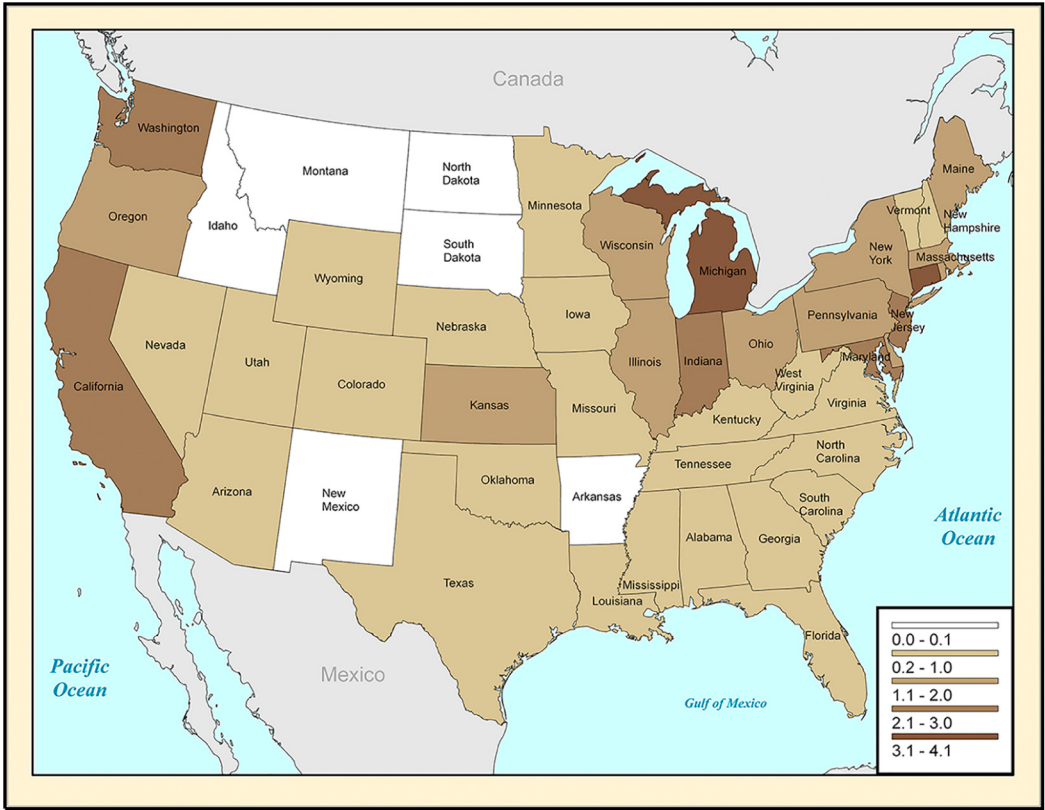 Canada
Washington
Montana
North
Dakota
Maine
Minnesota
Vermont
Oregon
Idaho
New
Hampshire
Wisconsin
South
Dakota
New
York
Massachusetts
Michigan
Wyoming
Iowa
Pennsylvania
New
Jersey
Nebraska
Nevada
Utah
Ohio
Maryland
Illinois
Indiana
California
Colorado
West
Virginia
Kansas
Missouri
Virginia
Kentucky
North
Carolina
Tennessee
Arizona
New
Mexico
Oklahoma
Arkansas
South
Carolina
Alabama
Georgia
Atlantic
Ocean
Texas
Mississippi
Louisiana
Florida
Pacific
Ocean
Mexico
Gulf of Mexico
0.0 - 0.1
0.2 - 1.0
1.1 - 2.0
2.1 - 3.0
3.1 - 4.1